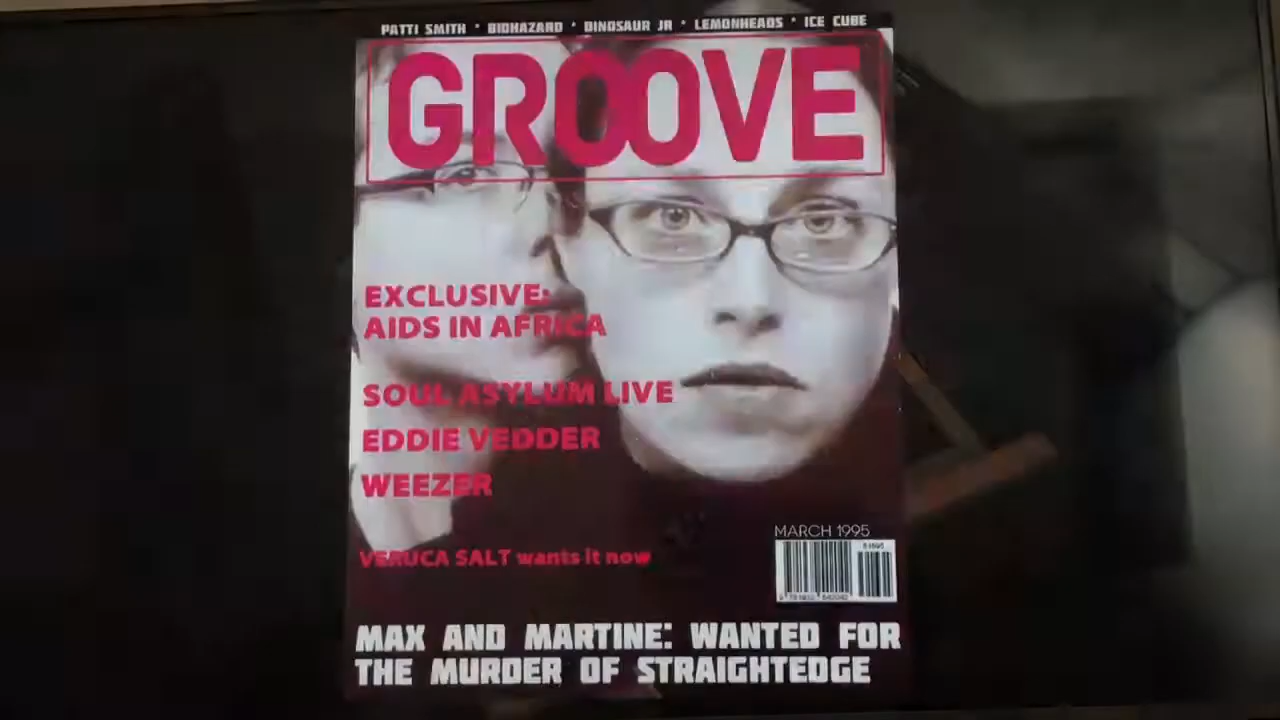 PATTI SMITH * BIOHAZARD * DINOSAUR JR * LEMONHEADS * ICE CUBE
GROOVE
EXCLUSIVE:
AIDS IN AFRICA
SOUL ASYLUM LIVE
EDDIE VEDDER
WEEZER
VERUCA SALT wants it now
MARCH 1995
MAX AND MARTINE: WANTED FOR
THE MURDER OF STRAIGHTEDGE